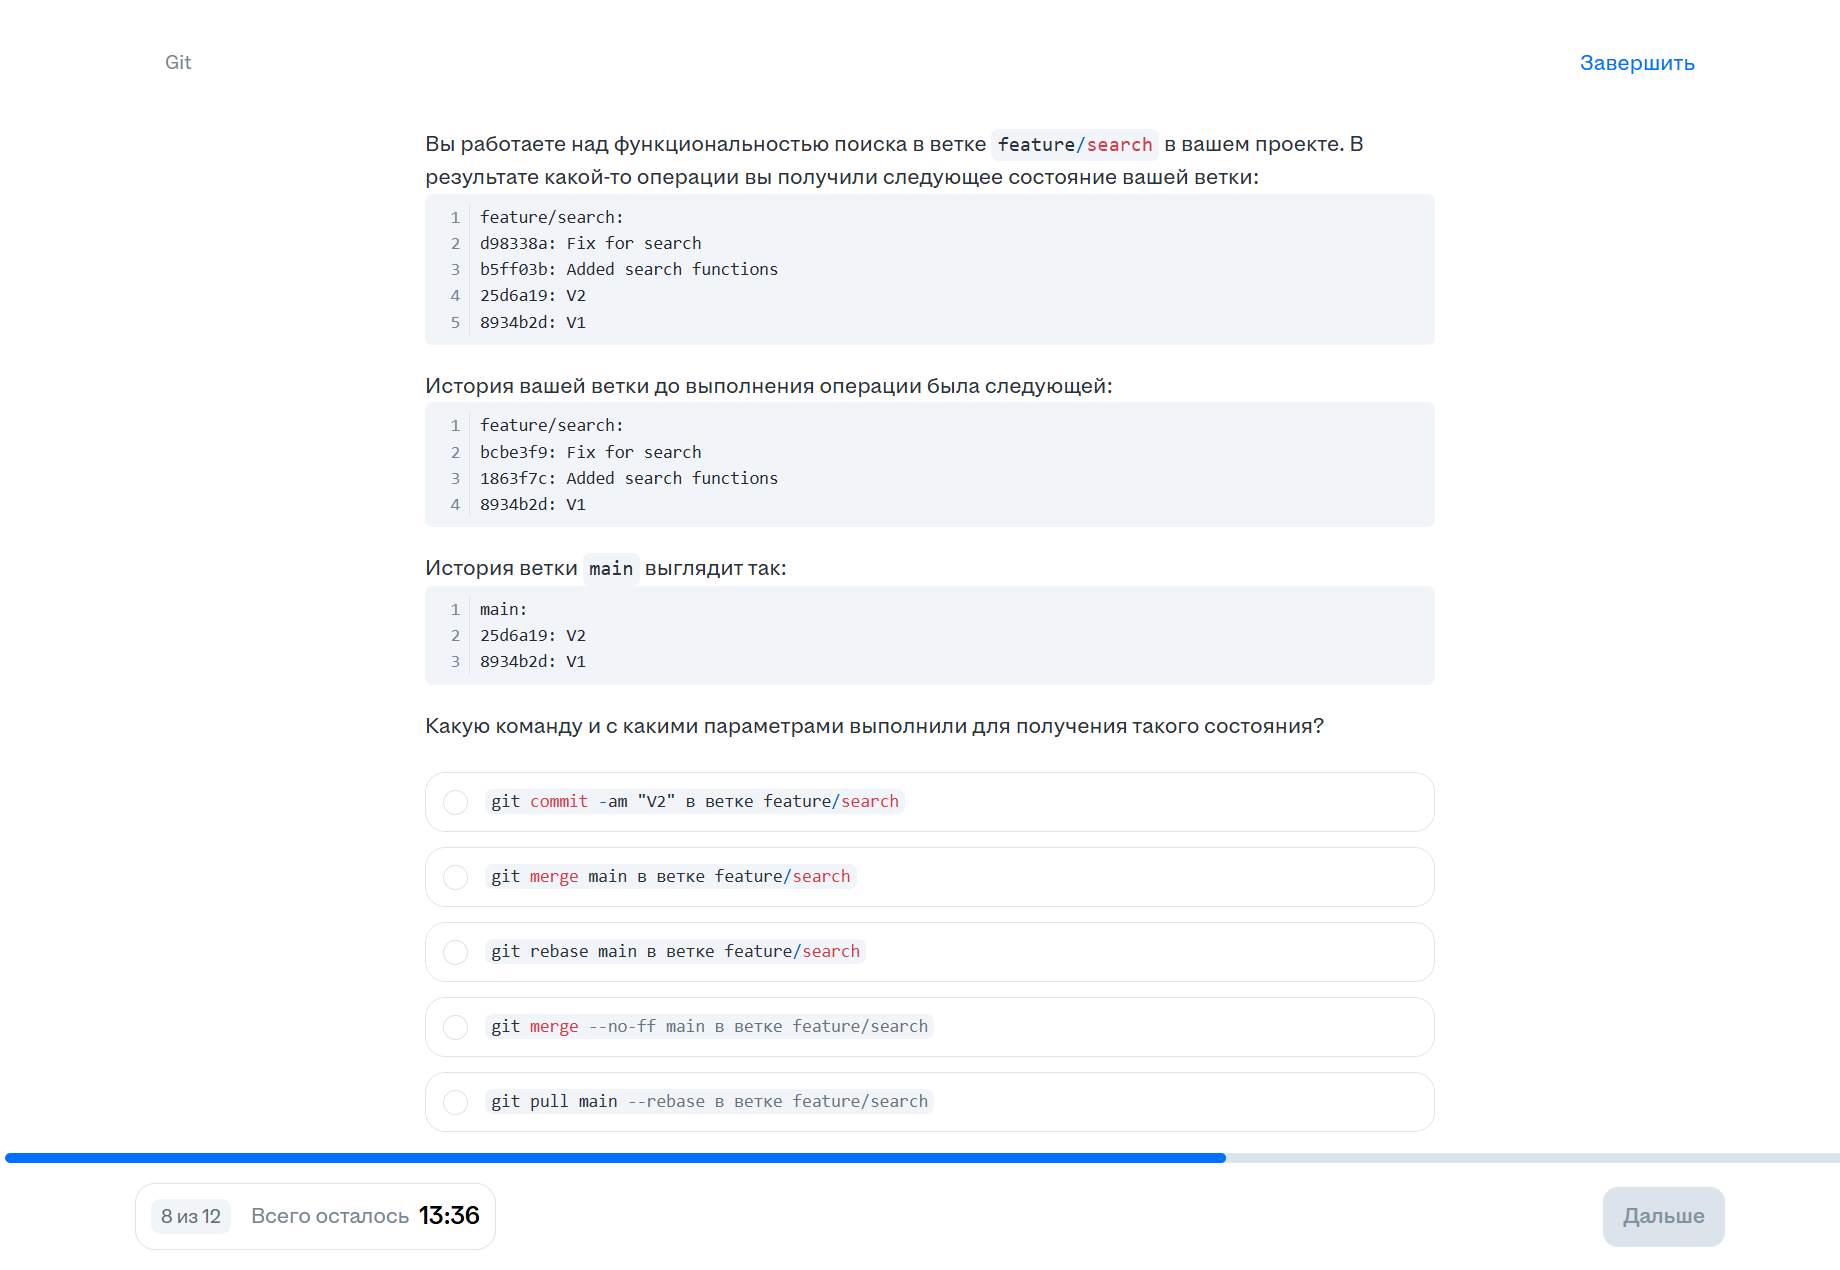 Git
Завершить
Вы работаете над функциональностью поиска в ветке feature/search в вашем проекте. В
результате какой-то операции вы получили следующее состояние вашей ветки:
1 feature/search:
2 d98338a: Fix for search
3 b5ff03b: Added search functions
4 25d6a19: V2
5 8934b2d: V1
История вашей ветки до выполнения операции была следующей:
1 feature/search:
2 bcbe3f9: Fix for search
3 1863f7c: Added search functions
4 8934b2d: V1
История ветки main выглядит так:
1 main:
2 25d6a19: V2
3 8934b2d: V1
Какую команду и с какими параметрами выполнили для получения такого состояния?
git commit -am "V2" в ветке feature/search
git merge main в ветке feature/search
git rebase main в ветке feature/search
git merge --no-ff main в ветке feature/search
git pull main --rebase в ветке feature/search
8 из 12 Всего осталось 13:36
Дальше